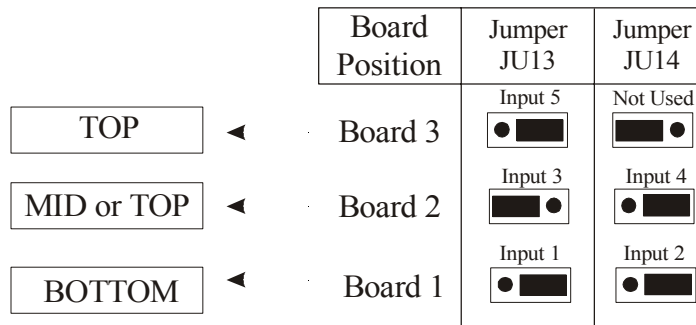 Board Position
Jumper JU13
Jumper JU14
TOP
Board 3
Input 5
Not Used
MID or TOP
Board 2
Input 3
Input 4
BOTTOM
Board 1
Input 1
Input 2